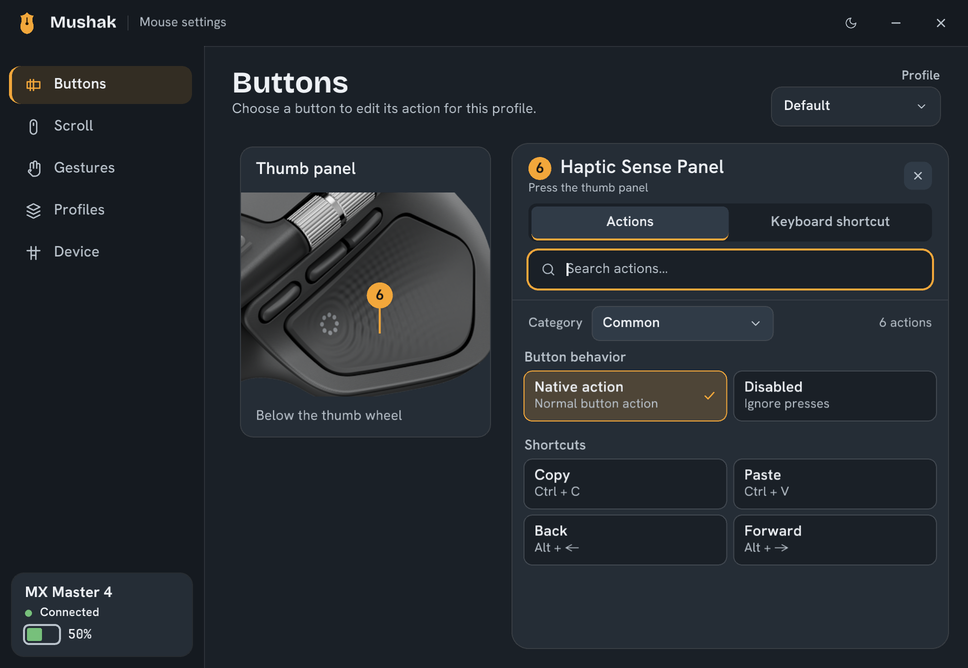 Mushak
Mouse settings
Buttons
Scroll
Gestures
Profiles
Device
MX Master 4
Connected
50%
Buttons
Choose a button to edit its action for this profile.
Profile
Default
Thumb panel
6
Below the thumb wheel
6 Haptic Sense Panel
Press the thumb panel
Actions
Keyboard shortcut
Search actions...
Category
Common
6 actions
Button behavior
Native action
Normal button action
Disabled
Ignore presses
Shortcuts
Copy
Ctrl + C
Paste
Ctrl + V
Back
Alt + ←
Forward
Alt + →